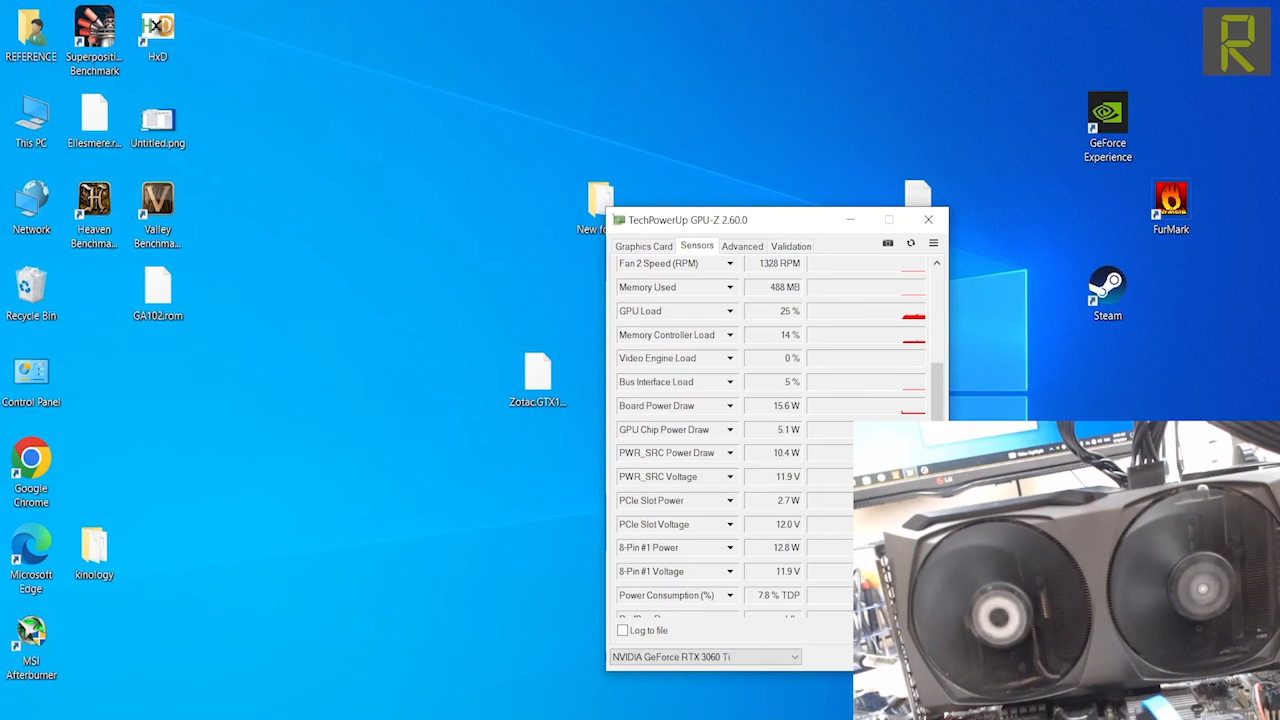 REFERENCE
Superpositi...
Benchmark
HxD
This PC
Ellesmere.r...
Untitled.png
Network
Heaven
Benchma...
Valley
Benchma...
Recycle Bin
GA102.rom
Control Panel
Google
Chrome
Microsoft
Edge
kinology
MSI
Afterburner
Zotac.GTX1...
New fo
GeForce
Experience
FurMark
Steam
R
TechPowerUp GPU-Z 2.60.0
Graphics Card Sensors Advanced Validation
Fan 2 Speed (RPM) 1328 RPM
Memory Used 488 MB
GPU Load 25 %
Memory Controller Load 14 %
Video Engine Load 0 %
Bus Interface Load 5 %
Board Power Draw 15.6 W
GPU Chip Power Draw 5.1 W
PWR_SRC Power Draw 10.4 W
PWR_SRC Voltage 11.9 V
PCIe Slot Power 2.7 W
PCIe Slot Voltage 12.0 V
8-Pin #1 Power 12.8 W
8-Pin #1 Voltage 11.9 V
Power Consumption (%) 7.8 % TDP
Log to file
NVIDIA GeForce RTX 3060 Ti
LG